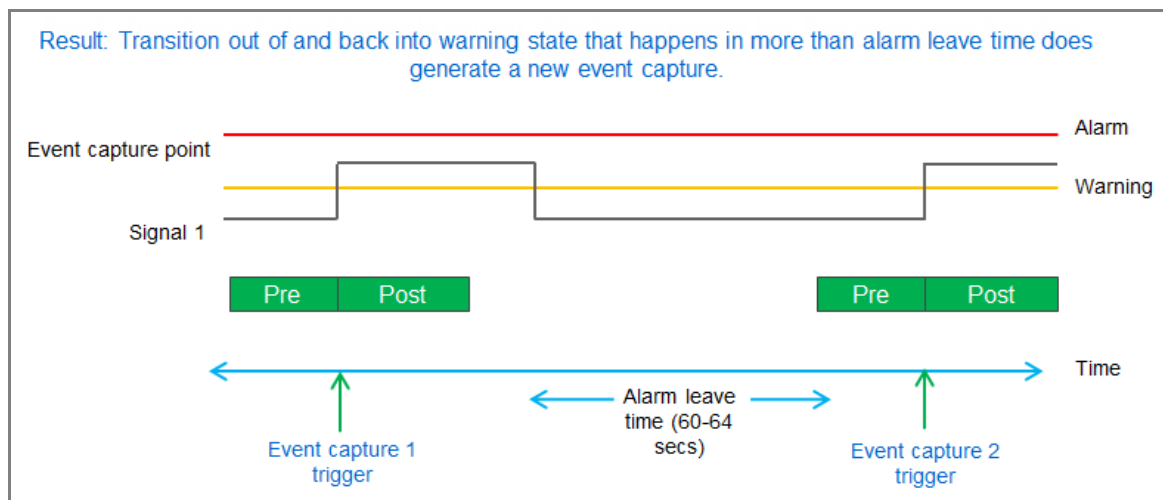 Result: Transition out of and back into warning state that happens in more than alarm leave time does
generate a new event capture.
Alarm
Event capture point
Warning
Signal 1
Pre Post Pre Post
Time
Alarm leave
time (60-64
secs)
Event capture 1
trigger
Event capture 2
trigger